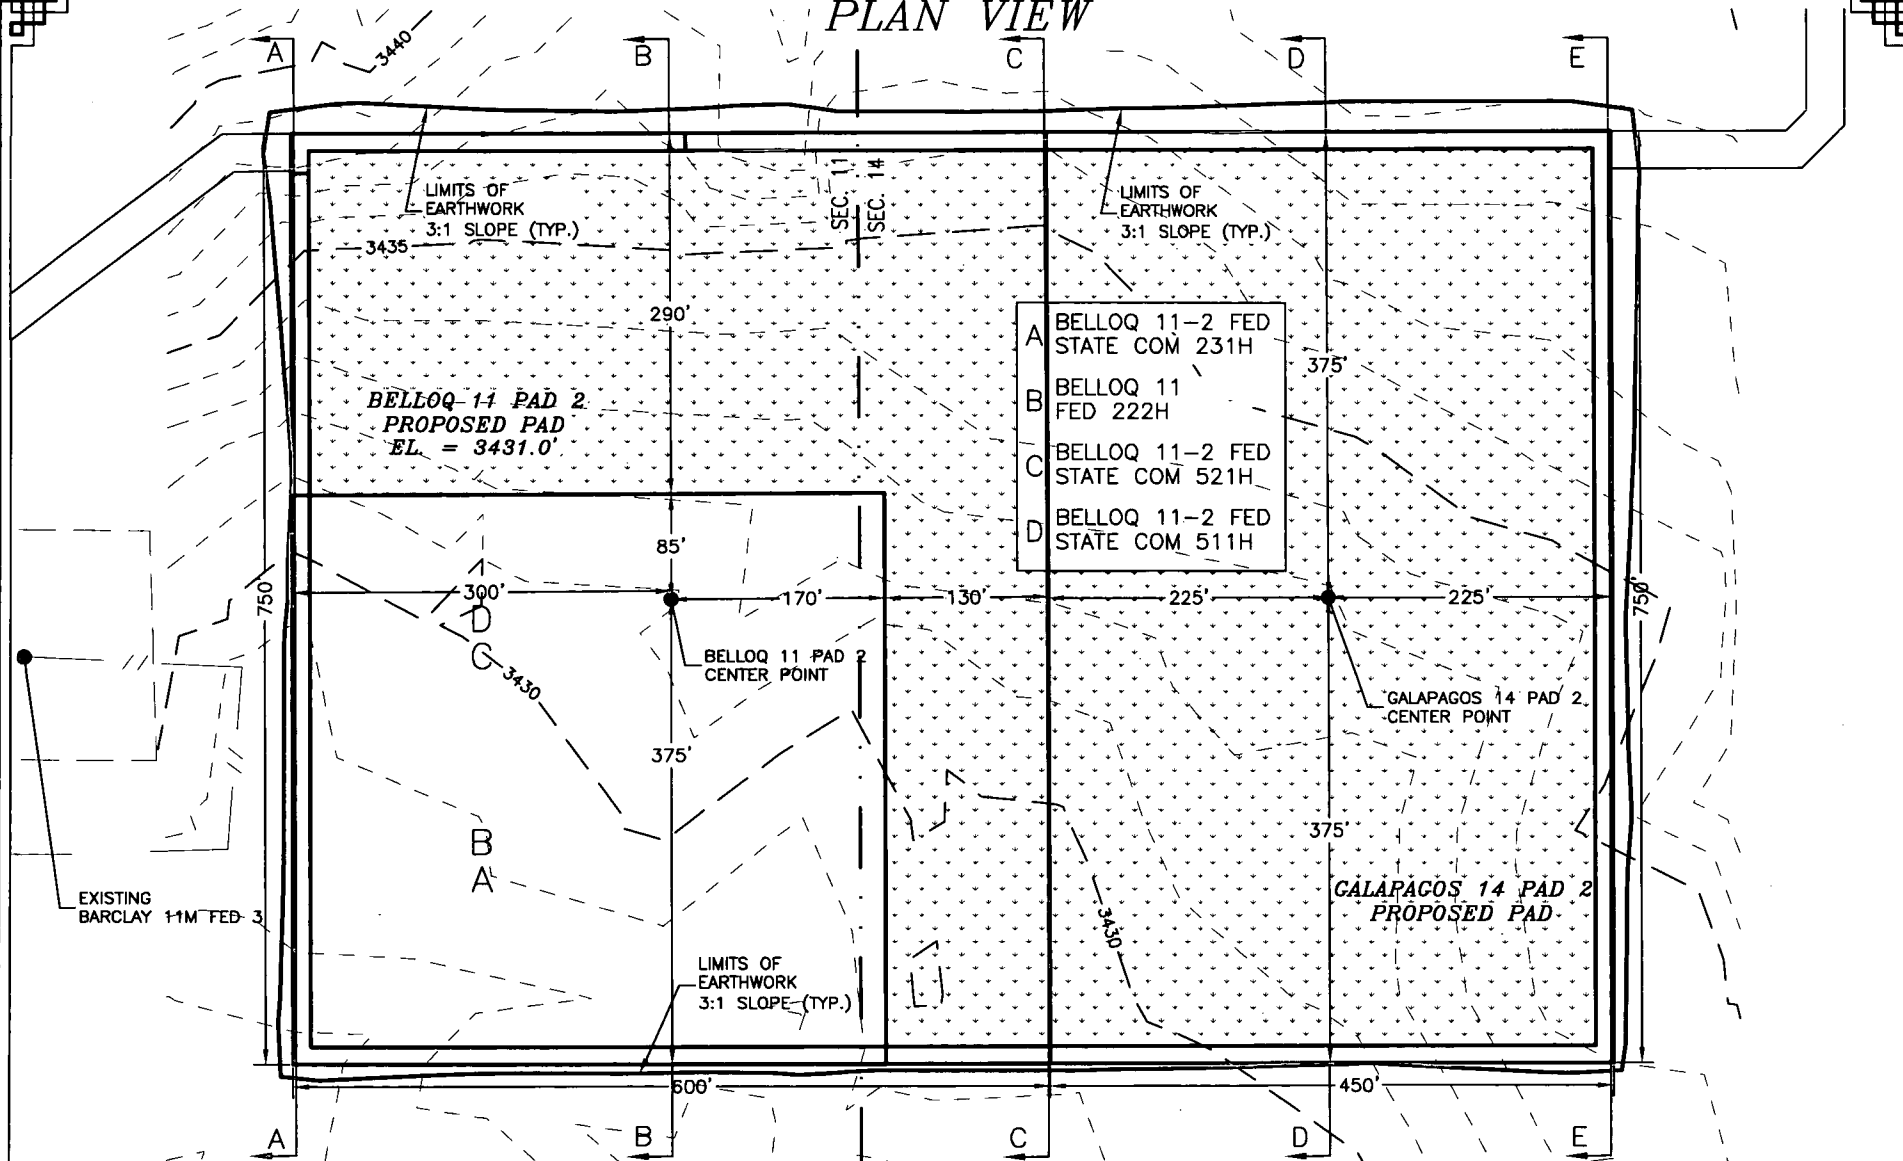 PLAN VIEW
A
3440
B
C
D
E
LIMITS OF
EARTHWORK
3:1 SLOPE (TYP.)
SEC. 11
SEC. 14
LIMITS OF
EARTHWORK
3:1 SLOPE (TYP.)
3435
290'
A BELLOQ 11-2 FED
STATE COM 231H
B BELLOQ 11
FED 222H
C BELLOQ 11-2 FED
STATE COM 521H
D BELLOQ 11-2 FED
STATE COM 511H
375'
BELLOQ 11 PAD 2
PROPOSED PAD
EL. = 3431.0'
85'
750'
300'
170'
130'
225'
225'
750'
D
C
3430
BELLOQ 11 PAD 2
CENTER POINT
GALAPAGOS 14 PAD 2
CENTER POINT
375'
375'
B
A
EXISTING
BARCLAY 11M FED 3
GALAPAGOS 14 PAD 2
PROPOSED PAD
3430
LIMITS OF
EARTHWORK
3:1 SLOPE (TYP.)
600'
450'
A
B
C
D
E